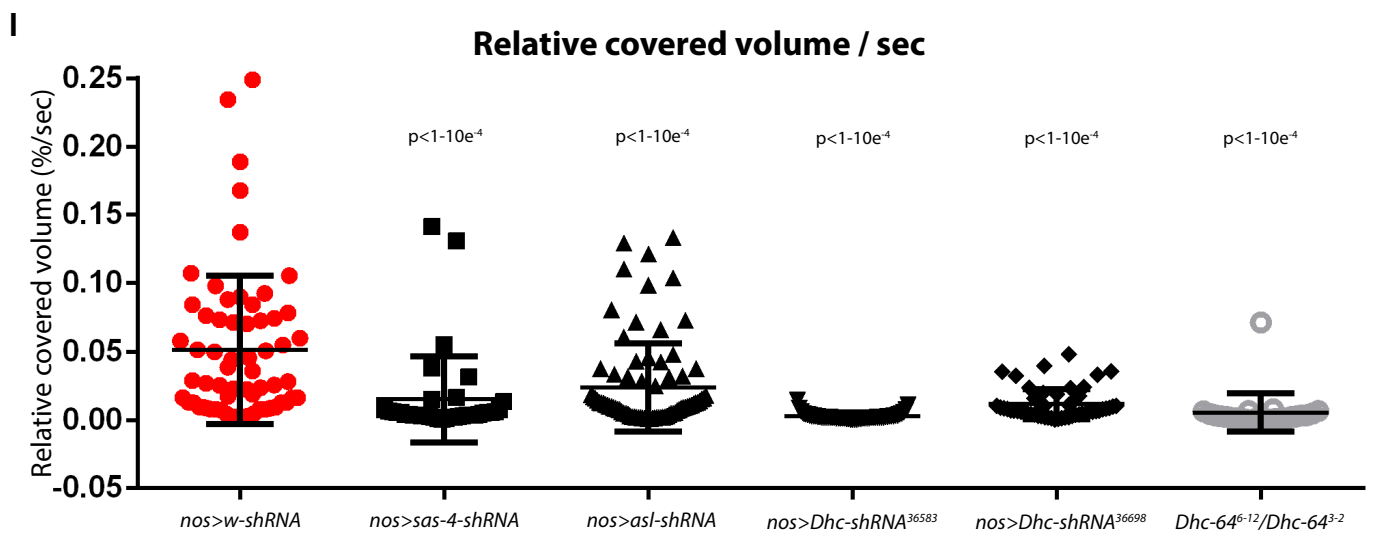 I
Relative covered volume / sec
Relative covered volume (%/sec)
0.25
0.20
0.15
0.10
0.05
0.00
-0.05
p<1-10e-4 p<1-10e-4 p<1-10e-4 p<1-10e-4 p<1-10e-4
nos>w-shRNA nos>sas-4-shRNA nos>asl-shRNA nos>Dhc-shRNA36583 nos>Dhc-shRNA36698 Dhc-646-12/Dhc-643-2